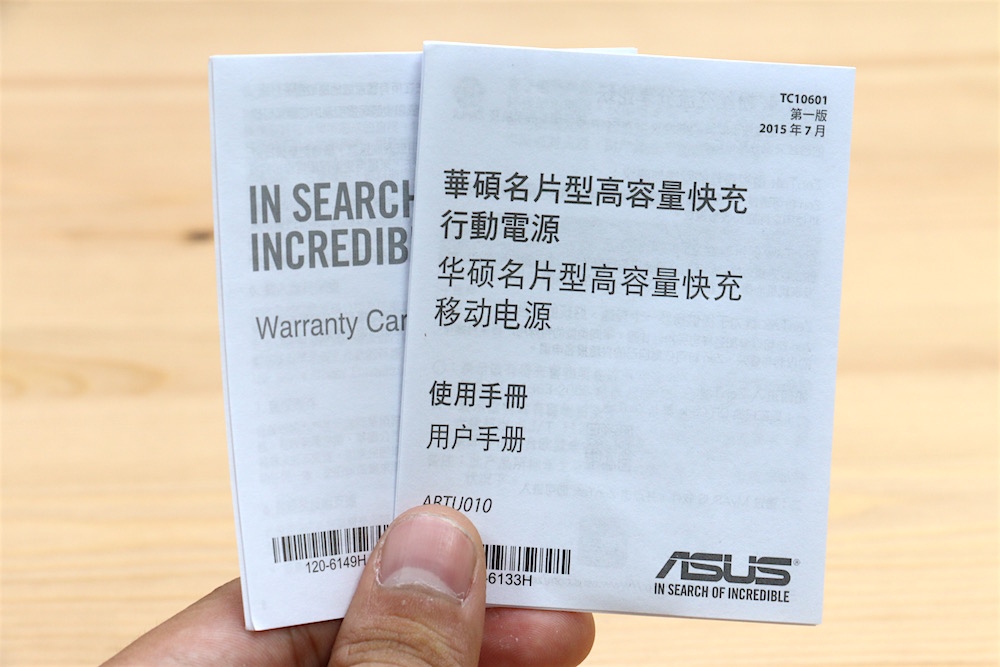 IN SEARCH
INCREDIB
Warranty Car
120-6149H
TC10601
第一版
2015 年 7 月
華碩名片型高容量快充
行動電源
华硕名片型高容量快充
移动电源
使用手冊
用户手册
ARTU010
-6133H
ASUS®
IN SEARCH OF INCREDIBLE